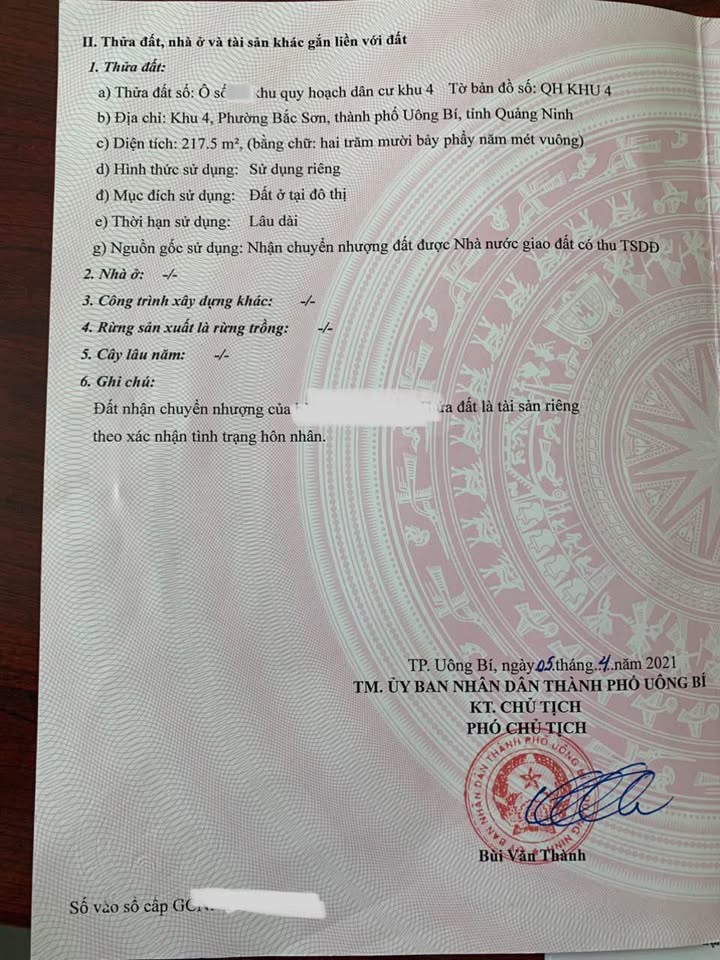 II. Thửa đất, nhà ở và tài sản khác gắn liền với đất
1. Thửa đất:
a) Thửa đất số: Ô số khu quy hoạch dân cư khu 4 Tờ bản đồ số: QH KHU 4
b) Địa chỉ: Khu 4, Phường Bắc Sơn, thành phố Uông Bí, tỉnh Quảng Ninh
c) Diện tích: 217.5 m², (bằng chữ: hai trăm mười bảy phẩy năm mét vuông)
d) Hình thức sử dụng: Sử dụng riêng
đ) Mục đích sử dụng: Đất ở tại đô thị
e) Thời hạn sử dụng: Lâu dài
g) Nguồn gốc sử dụng: Nhận chuyển nhượng đất được Nhà nước giao đất có thu TSDĐ
2. Nhà ở: -/-
3. Công trình xây dựng khác: -/-
4. Rừng sản xuất là rừng trồng: -/-
5. Cây lâu năm: -/-
6. Ghi chú:
Đất nhận chuyển nhượng của đất là tài sản riêng
theo xác nhận tình trạng hôn nhân.
TP. Uông Bí, ngày 05 tháng 4 năm 2021
TM. ỦY BAN NHÂN DÂN THÀNH PHỐ UÔNG BÍ
KT. CHỦ TỊCH
PHÓ CHỦ TỊCH
Bùi Văn Thành
Số vào sổ cấp